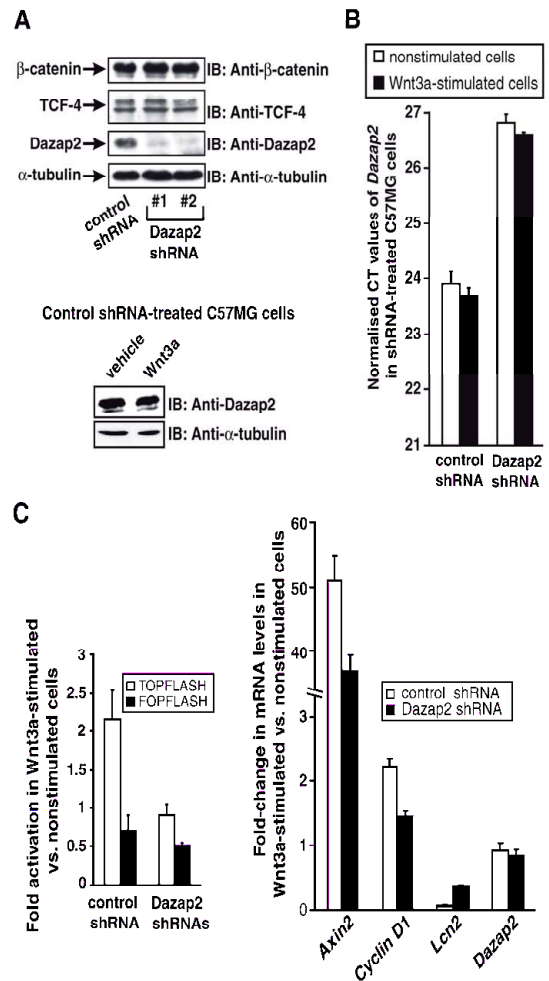 A
β-catenin
IB: Anti-β-catenin
TCF-4
IB: Anti-TCF-4
Dazap2
IB: Anti-Dazap2
α-tubulin
IB: Anti-α-tubulin
control
shRNA
#1 #2
Dazap2
shRNA
Control shRNA-treated C57MG cells
vehicle
Wnt3a
IB: Anti-Dazap2
IB: Anti-α-tubulin
B
nonstimulated cells
Wnt3a-stimulated cells
Normalised CT values of Dazap2
in shRNA-treated C57MG cells
27
26
25
24
23
22
21
control
shRNA
Dazap2
shRNA
C
Fold activation in Wnt3a-stimulated
vs. nonstimulated cells
3
2.5
2
1.5
1
0.5
0
TOPFLASH
FOPFLASH
control
shRNA
Dazap2
shRNAs
Fold-change in mRNA levels in
Wnt3a-stimulated vs. nonstimulated cells
60
50
40
3
2
1
0
control shRNA
Dazap2 shRNA
Axin2
Cyclin D1
Lcn2
Dazap2